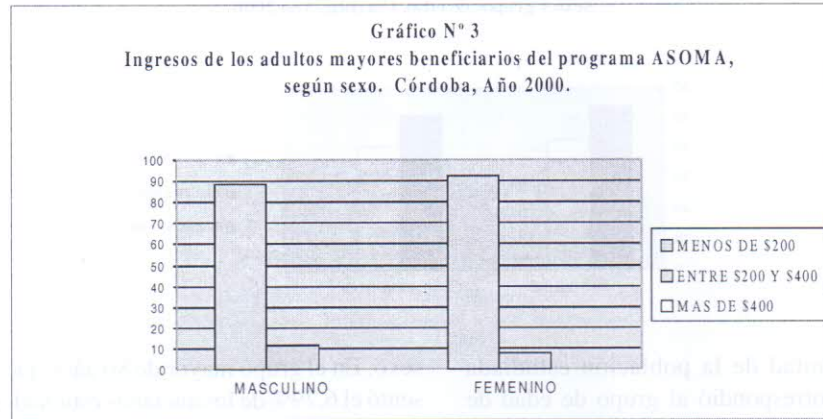 Gráfico Nº 3
Ingresos de los adultos mayores beneficiarios del programa ASOMA,
según sexo. Córdoba, Año 2000.
100
90
80
70
60
50
40
30
20
10
0
MASCULINO FEMENINO
MENOS DE $200
ENTRE $200 Y $400
MAS DE $400